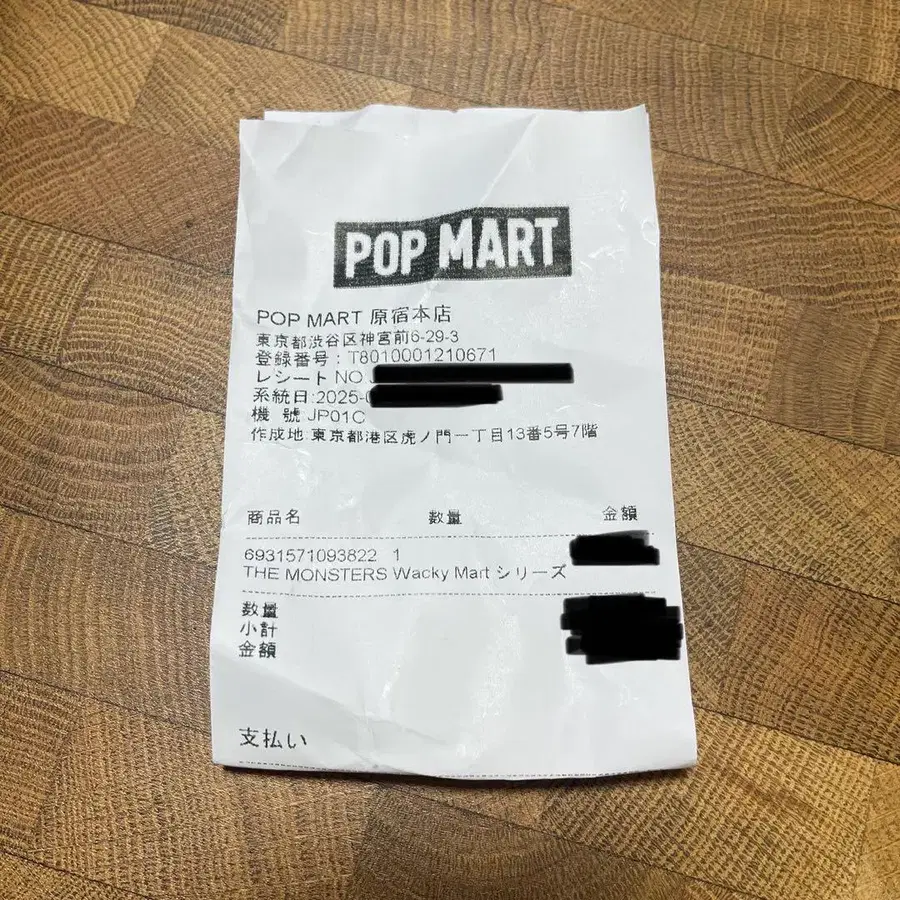 POP MART
POP MART 原宿本店
東京都渋谷区神宮前6-29-3
登録番号：T8010001210671
レシート NO
系統日:2025-
機 號 JP01C
作成地:東京都港区虎ノ門一丁目13番5号7階
商品名 数量 金額
6931571093822 1
THE MONSTERS Wacky Mart シリーズ
数量
小計
金額
支払い